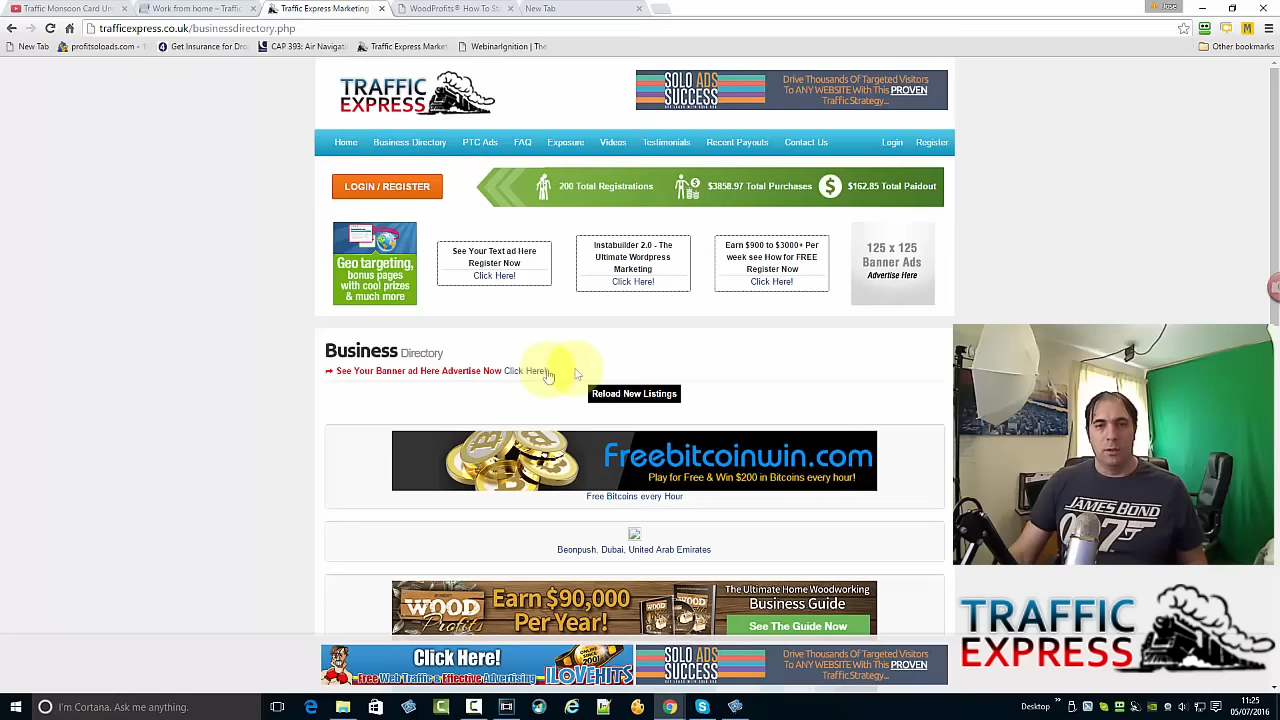 Traffic Monsoon Card Un
Work from home – Traffic
Traffic Express Marketing
WoodProfits® How To St
New Tab
Jose
trafficexpress.co.uk/businessdirectory.php
New Tab
profitsloads.com -
Get Insurance for Drop
CAP 393: Air Navigati
Traffic Express Market
WebinarIgnition | The
Other bookmarks
TRAFFIC
EXPRESS
SOLO ADS
SUCCESS
Drive Thousands Of Targeted Visitors
To ANY WEBSITE With This PROVEN
Traffic Strategy...
Home Business Directory PTC Ads FAQ Exposure Videos Testimonials Recent Payouts Contact Us Login Register
LOGIN / REGISTER
200 Total Registrations
$3858.97 Total Purchases
$162.85 Total Paidout
Geo targeting,
bonus pages
with cool prizes
& much more
See Your Text ad Here
Register Now
Click Here!
Instabuilder 2.0 - The
Ultimate Wordpress
Marketing
Click Here!
Earn $900 to $3000+ Per
week see How for FREE
Register Now
Click Here!
125 x 125
Banner Ads
Advertise Here
Business Directory
See Your Banner ad Here Advertise Now Click Here!
Reload New Listings
Freebitcoinwin.com
Play for Free & Win $200 in Bitcoins every hour!
Free Bitcoins every Hour
Beonpush, Dubai, United Arab Emirates
WOOD
Profits
Earn $90,000
Per Year!
The Ultimate Home Woodworking
Business Guide
See The Guide Now
JAMES BOND
007
Click Here!
Free Web Traffic & Effective Advertising
ILOVEHITS
SOLO ADS
SUCCESS
Drive Thousands Of Targeted Visitors
To ANY WEBSITE With This PROVEN
Traffic Strategy...
TRAFFIC
EXPRESS
I'm Cortana. Ask me anything.
Desktop
11:25
05/07/2016